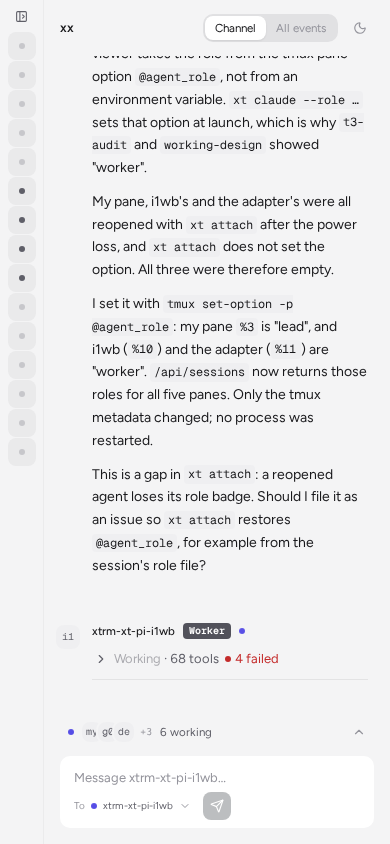 xx
Channel
All events
viewer takes the role from the tmux pane
option @agent_role, not from an
environment variable. xt claude --role …
sets that option at launch, which is why t3-
audit and working-design showed
"worker".
My pane, i1wb's and the adapter's were all
reopened with xt attach after the power
loss, and xt attach does not set the
option. All three were therefore empty.
I set it with tmux set-option -p
@agent_role: my pane %3 is "lead", and
i1wb (%10) and the adapter (%11) are
"worker". /api/sessions now returns those
roles for all five panes. Only the tmux
metadata changed; no process was
restarted.
This is a gap in xt attach: a reopened
agent loses its role badge. Should I file it as
an issue so xt attach restores
@agent_role, for example from the
session's role file?
i1
xtrm-xt-pi-i1wb Worker
Working · 68 tools 4 failed
my g0 de +3 6 working
Message xtrm-xt-pi-i1wb...
To xtrm-xt-pi-i1wb